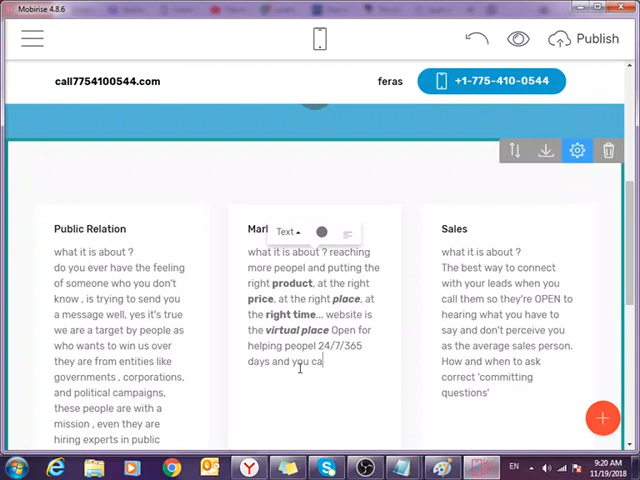 Mobirise 4.8.6
Publish
call7754100544.com
feras
+1-775-410-0544
Public Relation
what it is about ?
do you ever have the feeling
of someone who you don't
know , is trying to send you
a message well, yes it's true
we are a target by people as
who wants to win us over
they are from entities like
governments , corporations,
and political campaigns,
these people are with a
mission , even they are
hiring experts in public
Mar
Text
what it is about ? reaching
more peopel and putting the
right product, at the right
price, at the right place, at
the right time... website is
the virtual place Open for
helping peopel 24/7/365
days and you ca
Sales
what it is about ?
The best way to connect
with your leads when you
call them so they're OPEN to
hearing what you have to
say and don't perceive you
as the average sales person.
How and when to ask
correct 'committing
questions'
EN
9:20 AM
11/19/2018